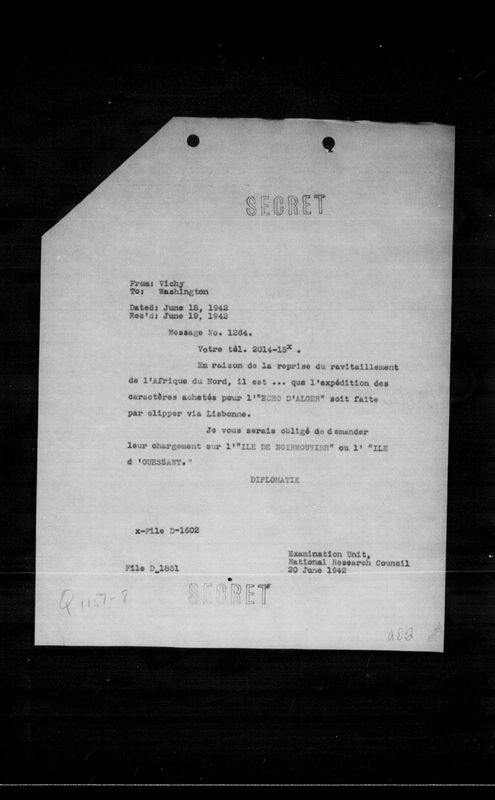 SECRET
From: Vichy
To: Washington
Dated: June 18, 1942
Rec'd: June 19, 1942
Message No. 1264.
Votre tél. 2014-15x .
En raison de la reprise du ravitaillement
de l'Afrique du Nord, il est ... que l'expédition des
caractères achetés pour l'"ECHO D'ALGER" soit faite
par clipper via Lisbonne.
Je vous serais obligé de demander
leur chargement sur l'"ILE DE NOIRMOUTIER" ou l' "ILE
d 'OUESSANT."
DIPLOMATIE
x-File D-1602
Examination Unit,
National Research Council
20 June 1942
File D_1851
SECRET
Q 1157-8